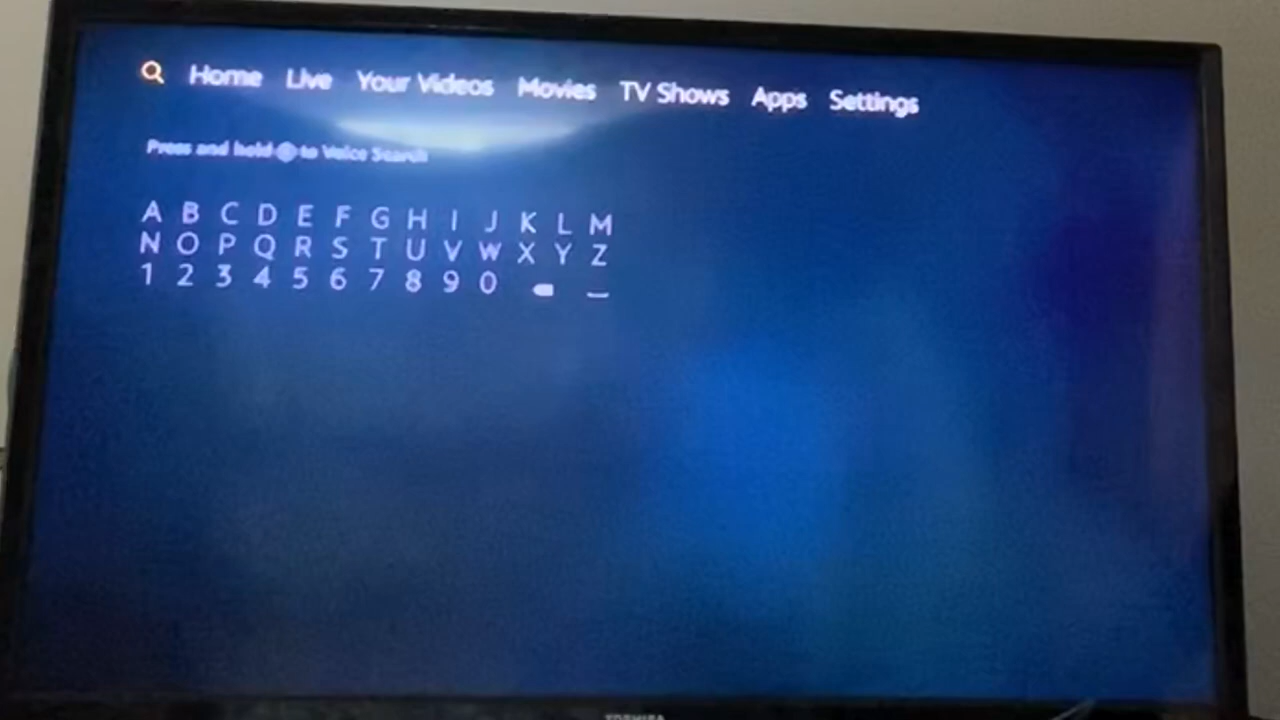 Home Live Your Videos Movies TV Shows Apps Settings
Press and hold to Voice Search
A B C D E F G H I J K L M
N O P Q R S T U V W X Y Z
1 2 3 4 5 6 7 8 9 0
TOSHIBA